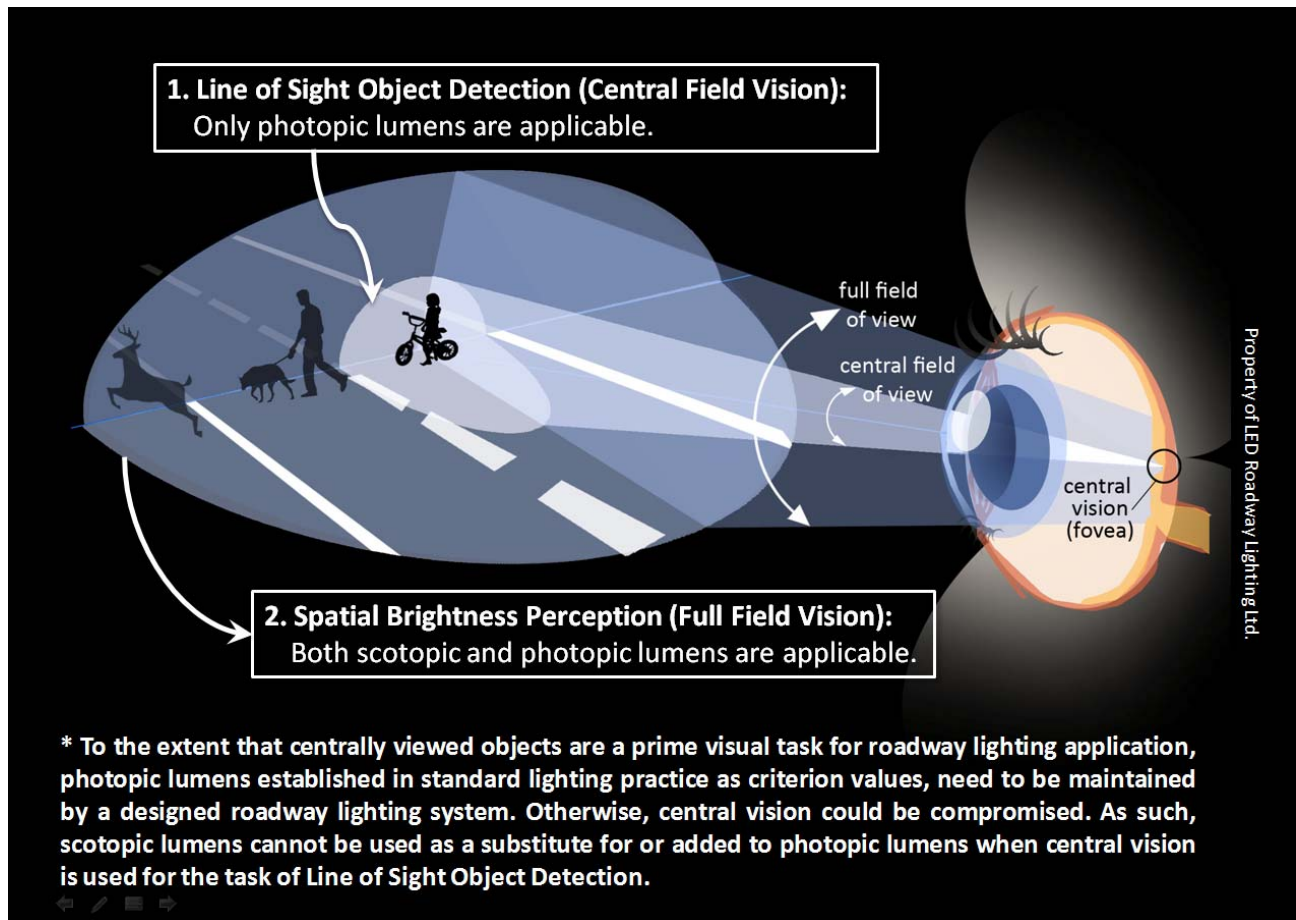 1. Line of Sight Object Detection (Central Field Vision):
Only photopic lumens are applicable.
full field
of view
central field
of view
central
vision
(fovea)
Property of LED Roadway Lighting Ltd.
2. Spatial Brightness Perception (Full Field Vision):
Both scotopic and photopic lumens are applicable.
* To the extent that centrally viewed objects are a prime visual task for roadway lighting application,
photopic lumens established in standard lighting practice as criterion values, need to be maintained
by a designed roadway lighting system. Otherwise, central vision could be compromised. As such,
scotopic lumens cannot be used as a substitute for or added to photopic lumens when central vision
is used for the task of Line of Sight Object Detection.